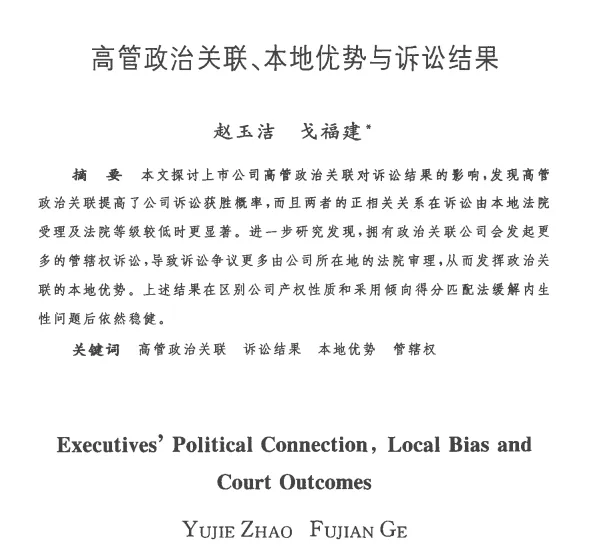 高管政治关联、本地优势与诉讼结果
赵玉洁 戈福建*
摘 要 本文探讨上市公司高管政治关联对诉讼结果的影响,发现高管
政治关联提高了公司诉讼获胜概率,而且两者的正相关关系在诉讼由本地法院
受理及法院等级较低时更显著。进一步研究发现,拥有政治关联公司会发起更
多的管辖权诉讼,导致诉讼争议更多由公司所在地的法院审理,从而发挥政治关
联的本地优势。上述结果在区别公司产权性质和采用倾向得分匹配法缓解内生
性问题后依然稳健。
关键词 高管政治关联 诉讼结果 本地优势 管辖权
Executives' Political Connection, Local Bias and
Court Outcomes
YUJIE ZHAO FUJIAN GE